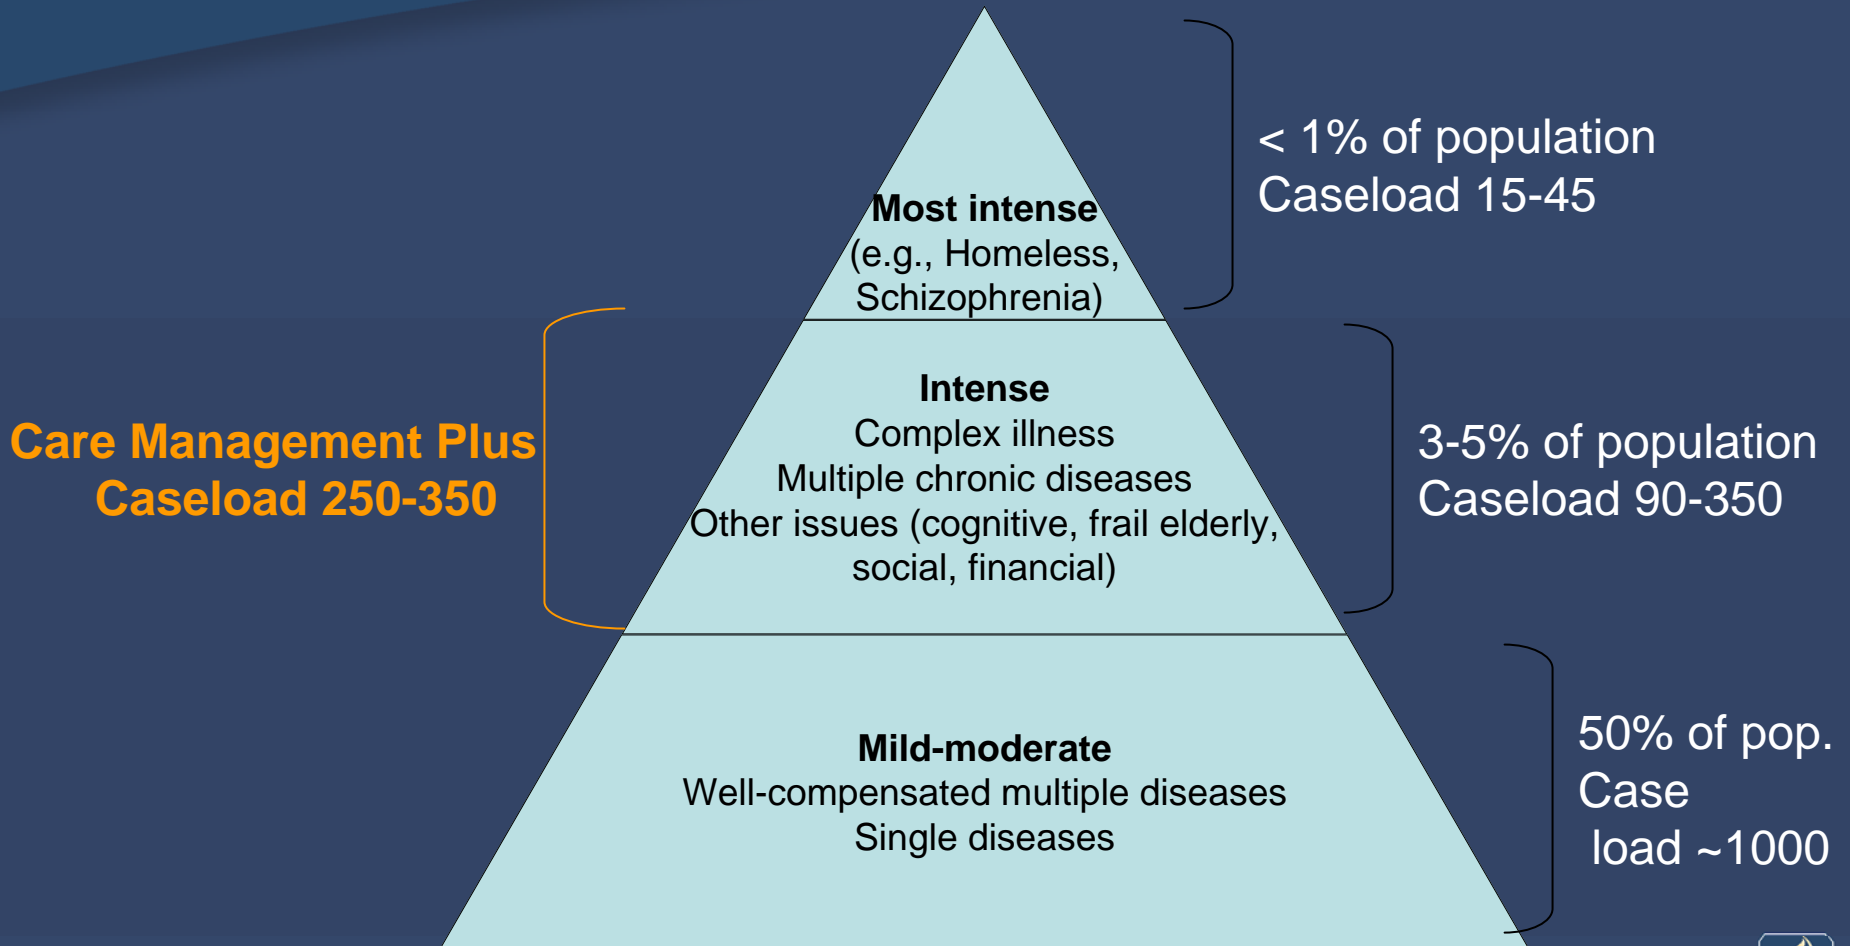 < 1% of population
Caseload 15-45
Most intense
(e.g., Homeless,
Schizophrenia)
Care Management Plus
Caseload 250-350
Intense
Complex illness
Multiple chronic diseases
Other issues (cognitive, frail elderly,
social, financial)
3-5% of population
Caseload 90-350
Mild-moderate
Well-compensated multiple diseases
Single diseases
50% of pop.
Case
load ~1000